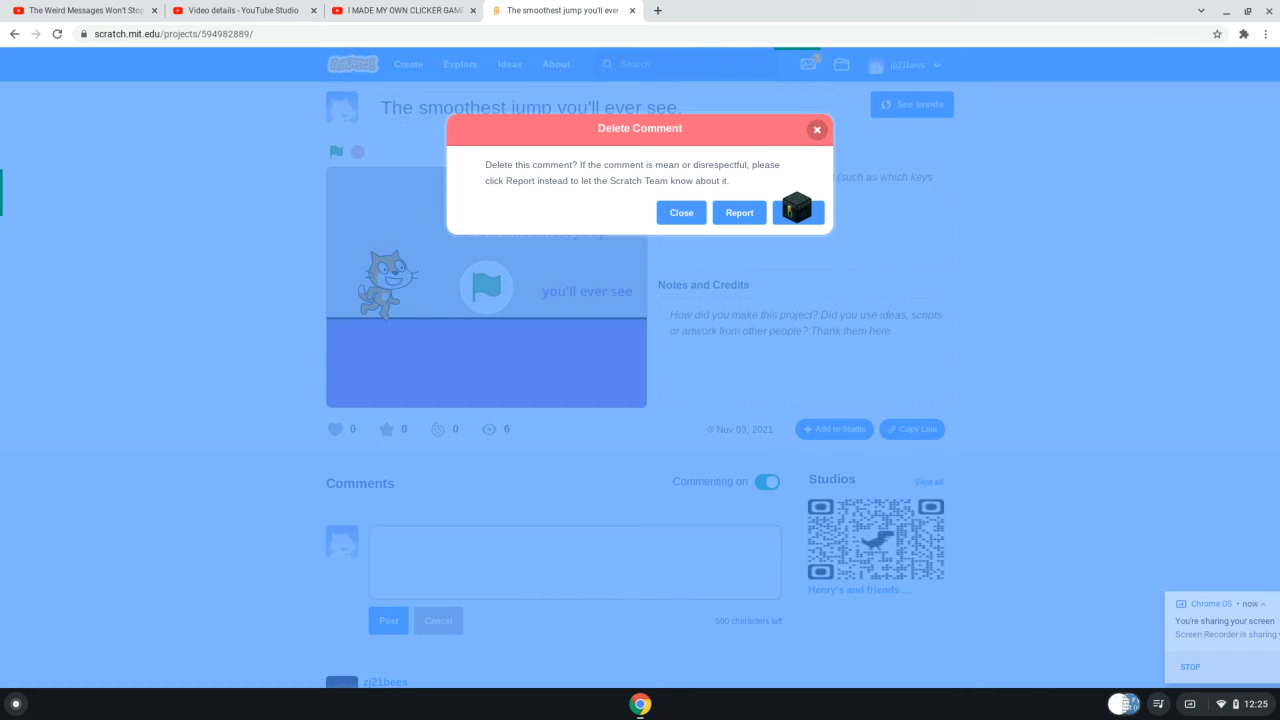 The Weird Messages Won't Stop
Video details - YouTube Studio
I MADE MY OWN CLICKER GAM
The smoothest jump you'll ever
scratch.mit.edu/projects/594982889/
SCRATCH
Create
Explore
Ideas
About
Search
zj21bees
The smoothest jump you'll ever see.
See inside
Delete Comment
Delete this comment? If the comment is mean or disrespectful, please
click Report instead to let the Scratch Team know about it.
Close
Report
(such as which keys
you'll ever see
Notes and Credits
How did you make this project? Did you use ideas, scripts
or artwork from other people? Thank them here.
0
0
0
6
Nov 03, 2021
Add to Studio
Copy Link
Comments
Commenting on
Studios
View all
Henry's and friends ...
Post
Cancel
500 characters left
zj21bees
Chrome OS • now
You're sharing your screen
Screen Recorder is sharing
STOP
12:25